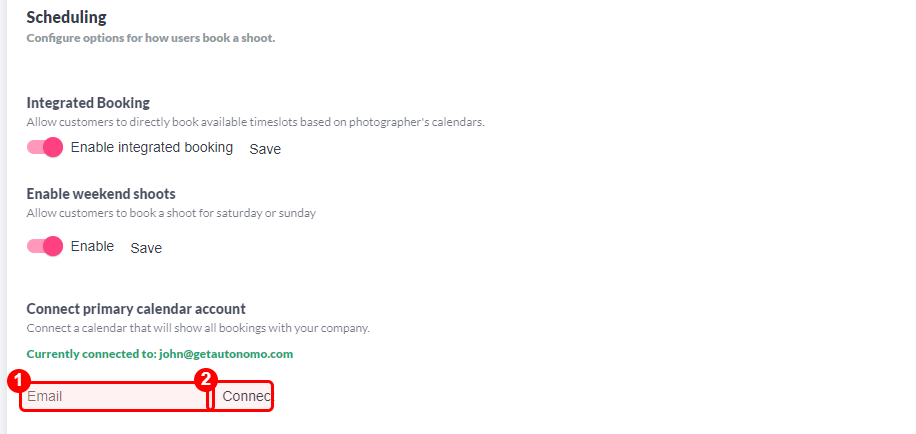 Scheduling
Configure options for how users book a shoot.
Integrated Booking
Allow customers to directly book available timeslots based on photographer's calendars.
Enable integrated booking Save
Enable weekend shoots
Allow customers to book a shoot for saturday or sunday
Enable Save
Connect primary calendar account
Connect a calendar that will show all bookings with your company.
Currently connected to: john@getautonomo.com
1 2
Email Connec